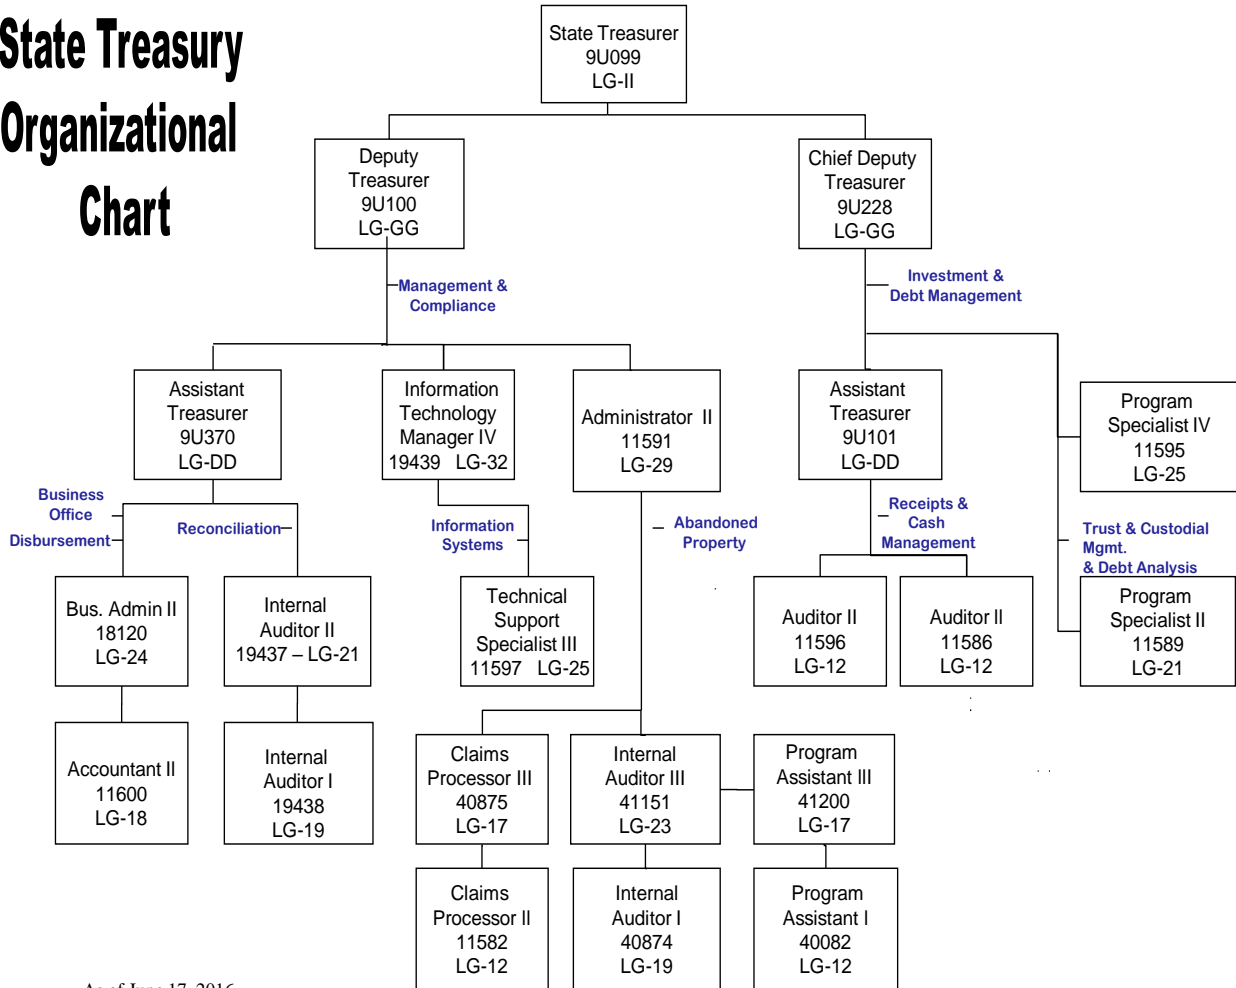 State Treasury
Organizational
Chart
State Treasurer
9U099
LG-II
Deputy
Treasurer
9U100
LG-GG
Chief Deputy
Treasurer
9U228
LG-GG
Management &
Compliance
Investment &
Debt Management
Assistant
Treasurer
9U370
LG-DD
Information
Technology
Manager IV
19439 LG-32
Administrator II
11591
LG-29
Assistant
Treasurer
9U101
LG-DD
Program
Specialist IV
11595
LG-25
Business
Office
Disbursement
Reconciliation
Information
Systems
Abandoned
Property
Receipts &
Cash
Management
Trust & Custodial
Mgmt.
& Debt Analysis
Bus. Admin II
18120
LG-24
Internal
Auditor II
19437 – LG-21
Technical
Support
Specialist III
11597 LG-25
Auditor II
11596
LG-12
Auditor II
11586
LG-12
Program
Specialist II
11589
LG-21
Accountant II
11600
LG-18
Internal
Auditor I
19438
LG-19
Claims
Processor III
40875
LG-17
Internal
Auditor III
41151
LG-23
Program
Assistant III
41200
LG-17
Claims
Processor II
11582
LG-12
Internal
Auditor I
40874
LG-19
Program
Assistant I
40082
LG-12
As of June 17, 2016